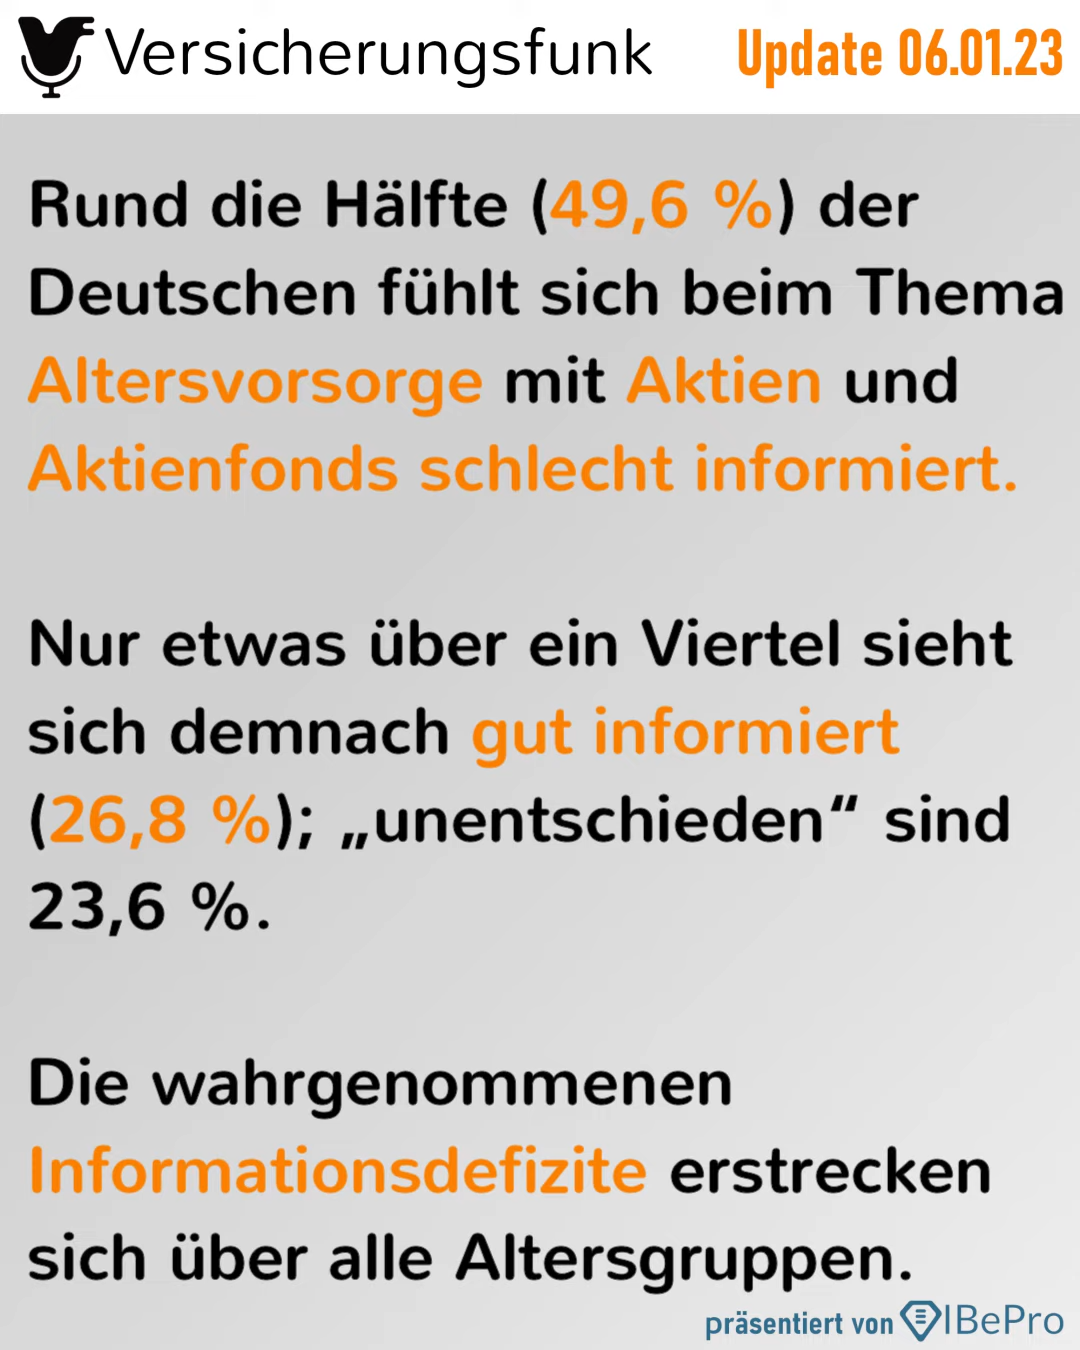 Versicherungsfunk Update 06.01.23
Rund die Hälfte (49,6 %) der
Deutschen fühlt sich beim Thema
Altersvorsorge mit Aktien und
Aktienfonds schlecht informiert.
Nur etwas über ein Viertel sieht
sich demnach gut informiert
(26,8 %); „unentschieden“ sind
23,6 %.
Die wahrgenommenen
Informationsdefizite erstrecken
sich über alle Altersgruppen.
präsentiert von IBePro